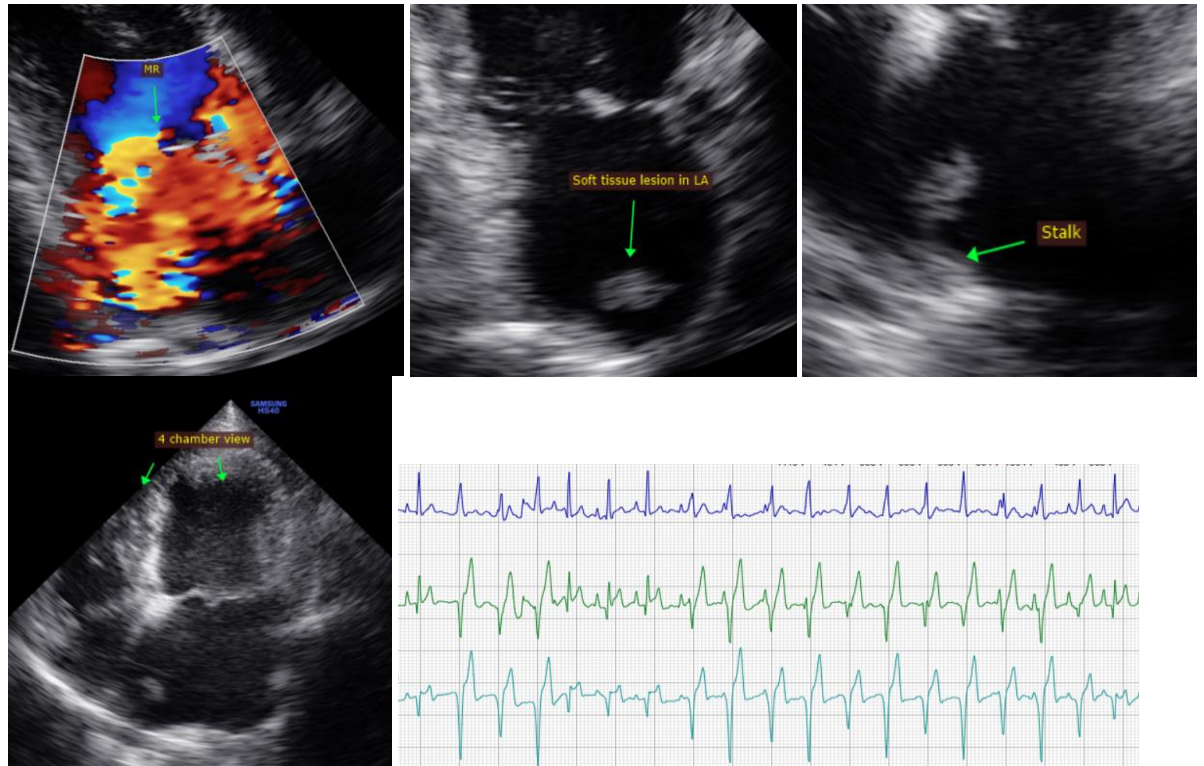 MR
Soft tissue lesion in LA
Stalk
SAMSUNG
HS40
4 chamber view